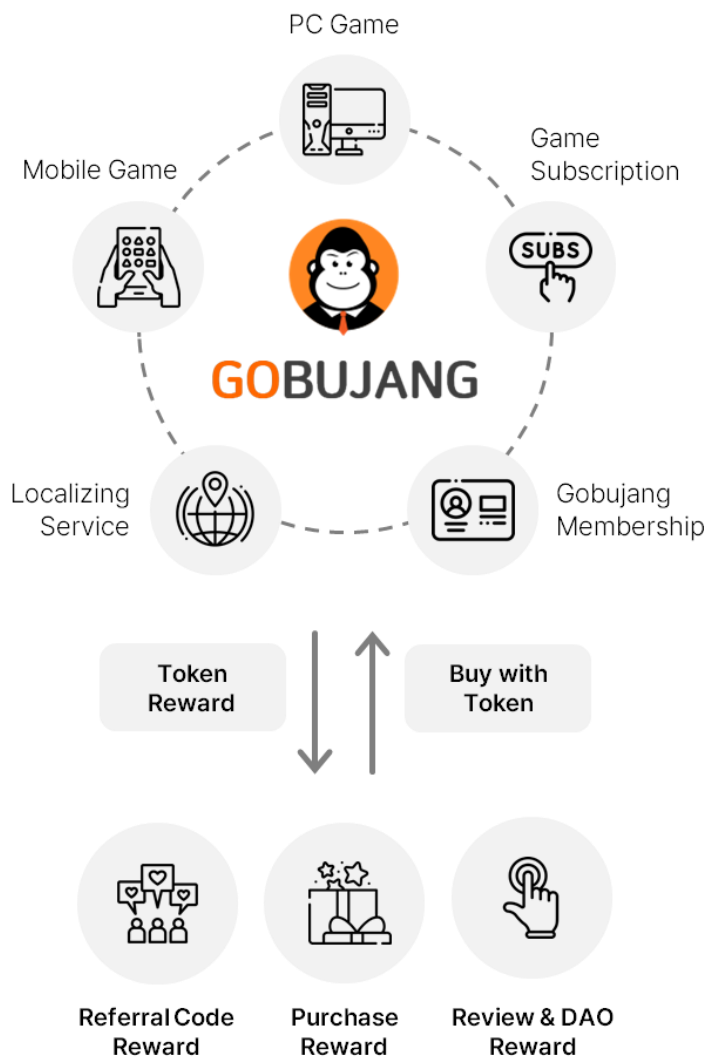 PC Game
Mobile Game
Game
Subscription
SUBS
GOBUJANG
Localizing
Service
Gobujang
Membership
Token
Reward
Buy with
Token
Referral Code
Reward
Purchase
Reward
Review & DAO
Reward